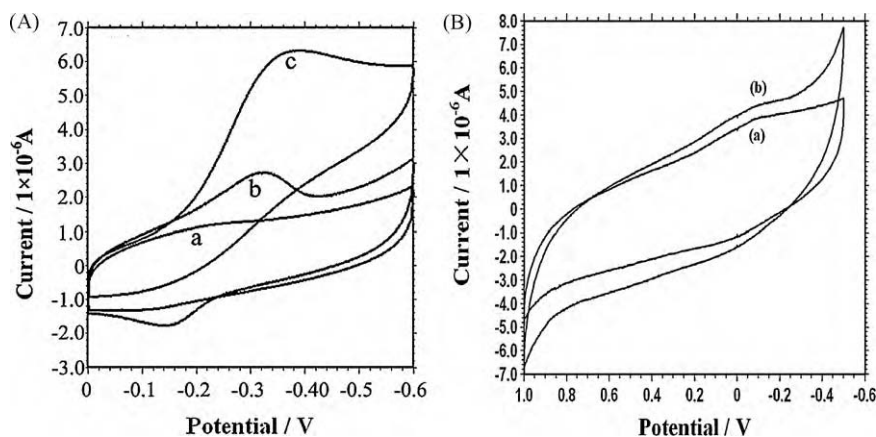 (A)
7.0
6.0
5.0
4.0
3.0
2.0
1.0
0
-1.0
-2.0
-3.0
Current / 1×10⁻⁶A
c
b
a
0 -0.1 -0.2 -0.3 -0.40 -0.50 -0.6
Potential / V
(B)
8.0
7.0
6.0
5.0
4.0
3.0
2.0
1.0
0
-1.0
-2.0
-3.0
-4.0
-5.0
-6.0
-7.0
Current / 1×10⁻⁶A
(b)
(a)
1.0 0.8 0.6 0.4 0.2 0 -0.2 -0.4 -0.6
Potential / V